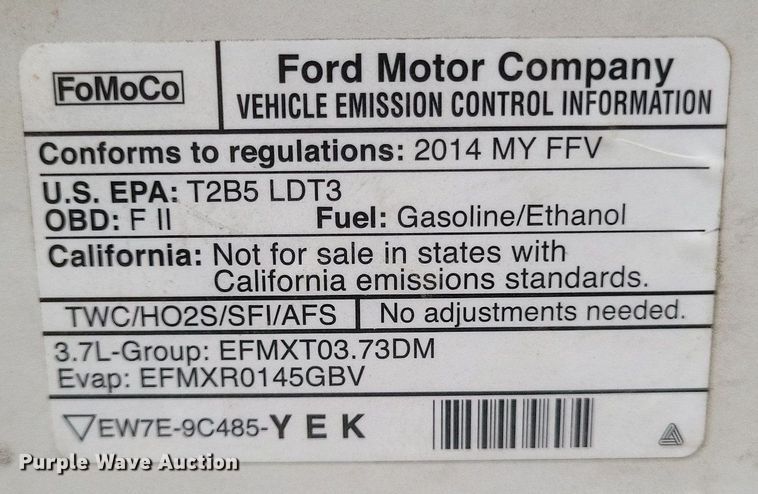 FoMoCo
Ford Motor Company
VEHICLE EMISSION CONTROL INFORMATION
Conforms to regulations: 2014 MY FFV
U.S. EPA: T2B5 LDT3
OBD: F II Fuel: Gasoline/Ethanol
California: Not for sale in states with
California emissions standards.
TWC/HO2S/SFI/AFS No adjustments needed.
3.7L-Group: EFMXT03.73DM
Evap: EFMXR0145GBV
EW7E-9C485-Y E K
Purple Wave Auction